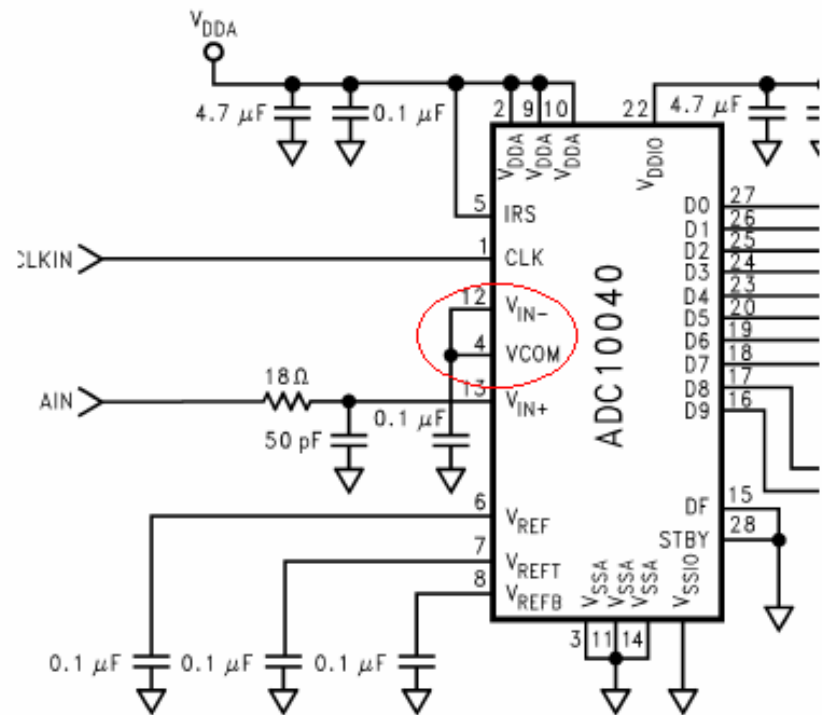 VDDA
4.7 µF
0.1 µF
2
9
10
22
4.7 µF
VDDA
VDDA
VDDA
VDDIO
5
IRS
CLKIN
1
CLK
12
VIN-
4
VCOM
AIN
18Ω
13
VIN+
50 pF
0.1 µF
ADC10040
D0
27
D1
26
D2
25
D3
24
D4
23
D5
20
D6
19
D7
18
D8
17
D9
16
DF
15
STBY
28
6
VREF
7
VREFT
8
VREFB
VSSA
VSSA
VSSA
VSSIO
3
11
14
0.1 µF
0.1 µF
0.1 µF